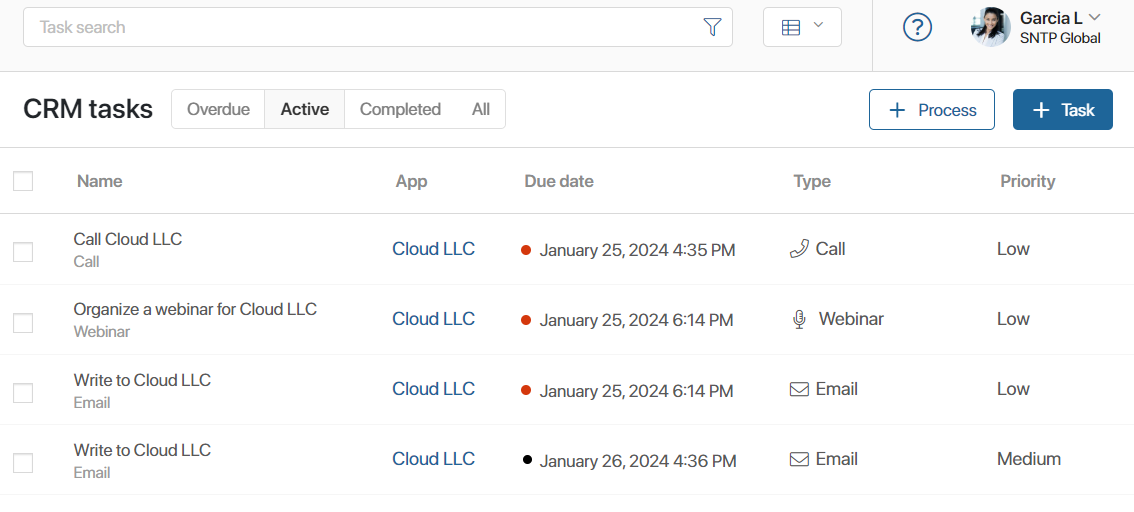 Task search
?
Garcia L
SNTP Global
CRM tasks Overdue Active Completed All + Process + Task
Name App Due date Type Priority
Call Cloud LLC
Call
Cloud LLC January 25, 2024 4:35 PM Call Low
Organize a webinar for Cloud LLC
Webinar
Cloud LLC January 25, 2024 6:14 PM Webinar Low
Write to Cloud LLC
Email
Cloud LLC January 25, 2024 6:14 PM Email Low
Write to Cloud LLC
Email
Cloud LLC January 26, 2024 4:36 PM Email Medium